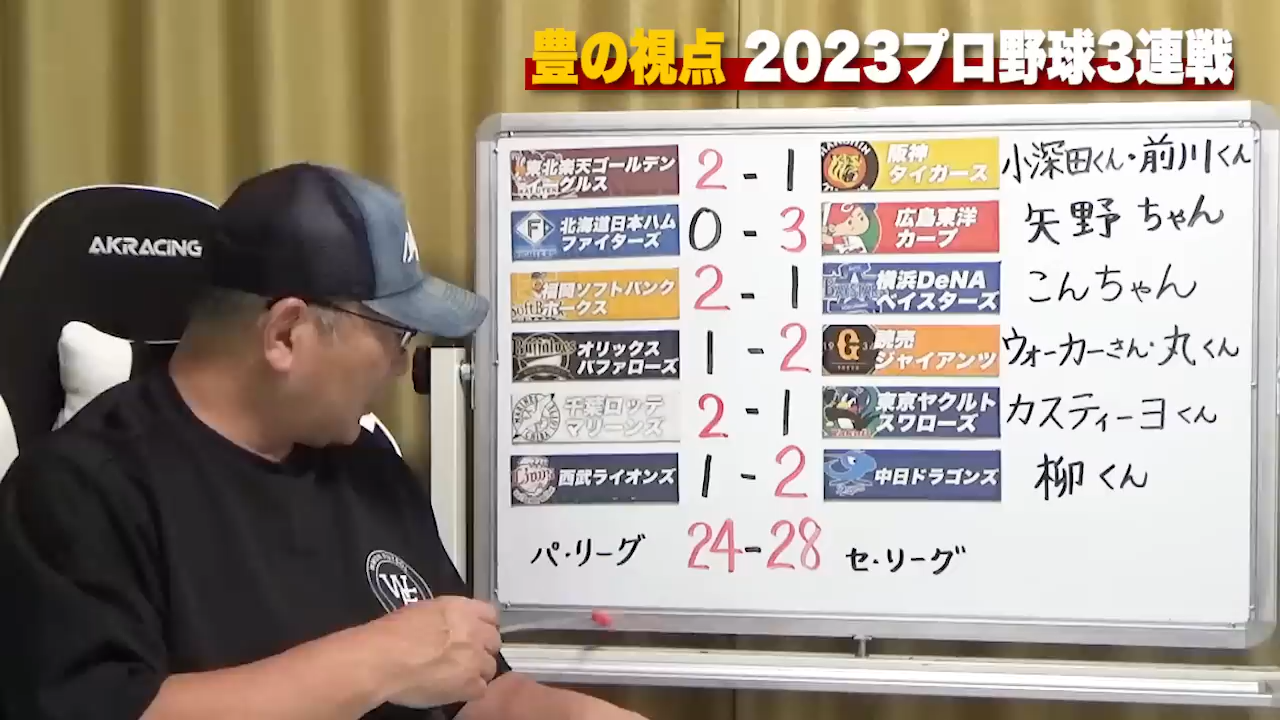 豊の視点 2023プロ野球3連戦
AKRACING
東北楽天ゴールデン
グルス
2 - 1
阪神
タイガース
小深田くん・前川くん
北海道日本ハム
ファイターズ
0 - 3
広島東洋
カープ
矢野ちゃん
福岡ソフトバンク
ホークス
2 - 1
横浜DeNA
ベイスターズ
こんちゃん
Buffaloes
オリックス
バファローズ
1 - 2
G
読売
ジャイアンツ
ウォーカーさん・丸くん
千葉ロッテ
マリーンズ
2 - 1
東京ヤクルト
スワローズ
カスティーヨくん
Lions
西武ライオンズ
1 - 2
中日ドラゴンズ
柳くん
パ・リーグ 24-28 セ・リーグ